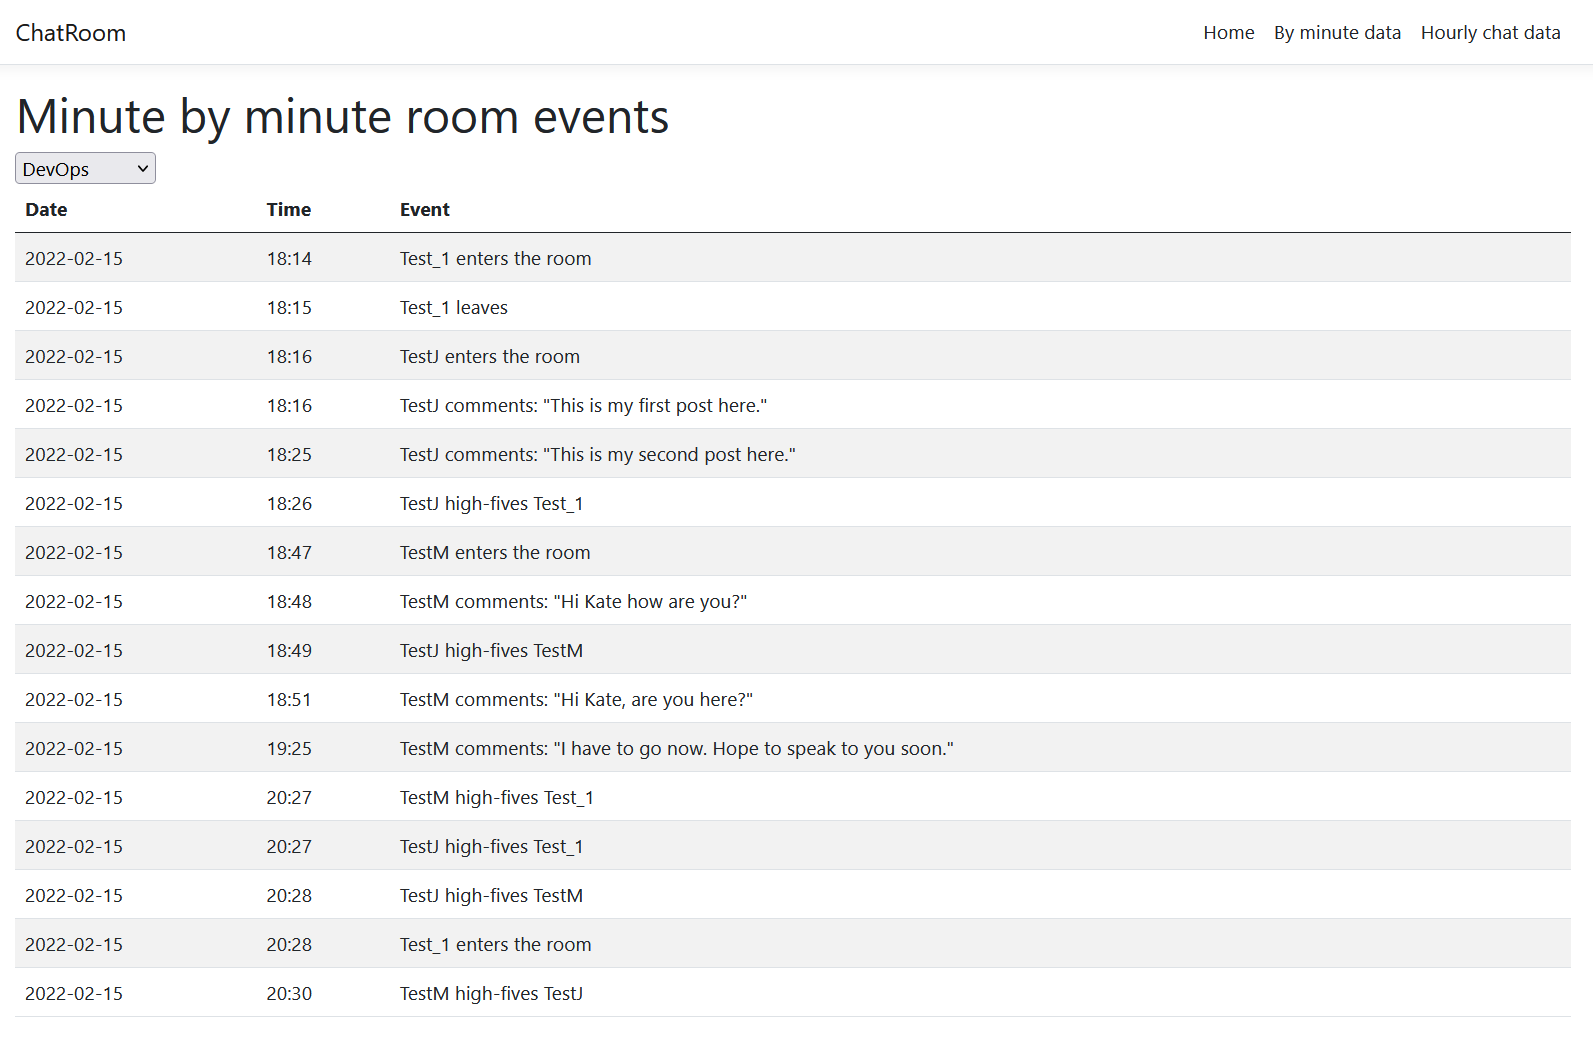 ChatRoom Home By minute data Hourly chat data
Minute by minute room events
DevOps
Date Time Event
2022-02-15 18:14 Test_1 enters the room
2022-02-15 18:15 Test_1 leaves
2022-02-15 18:16 TestJ enters the room
2022-02-15 18:16 TestJ comments: "This is my first post here."
2022-02-15 18:25 TestJ comments: "This is my second post here."
2022-02-15 18:26 TestJ high-fives Test_1
2022-02-15 18:47 TestM enters the room
2022-02-15 18:48 TestM comments: "Hi Kate how are you?"
2022-02-15 18:49 TestJ high-fives TestM
2022-02-15 18:51 TestM comments: "Hi Kate, are you here?"
2022-02-15 19:25 TestM comments: "I have to go now. Hope to speak to you soon."
2022-02-15 20:27 TestM high-fives Test_1
2022-02-15 20:27 TestJ high-fives Test_1
2022-02-15 20:28 TestJ high-fives TestM
2022-02-15 20:28 Test_1 enters the room
2022-02-15 20:30 TestM high-fives TestJ